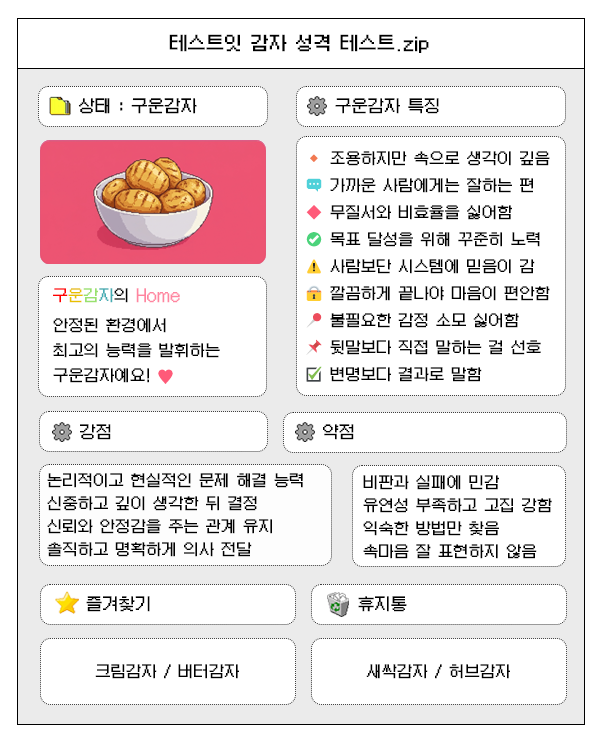 테스트잇 감자 성격 테스트.zip
상태 : 구운감자
구운감자의 Home
안정된 환경에서
최고의 능력을 발휘하는
구운감자예요!
구운감자 특징
조용하지만 속으로 생각이 깊음
가까운 사람에게는 잘하는 편
무질서와 비효율을 싫어함
목표 달성을 위해 꾸준히 노력
사람보단 시스템에 믿음이 감
깔끔하게 끝나야 마음이 편안함
불필요한 감정 소모 싫어함
뒷말보다 직접 말하는 걸 선호
변명보다 결과로 말함
강점
논리적이고 현실적인 문제 해결 능력
신중하고 깊이 생각한 뒤 결정
신뢰와 안정감을 주는 관계 유지
솔직하고 명확하게 의사 전달
약점
비판과 실패에 민감
유연성 부족하고 고집 강함
익숙한 방법만 찾음
속마음 잘 표현하지 않음
즐겨찾기
크림감자 / 버터감자
휴지통
새싹감자 / 허브감자